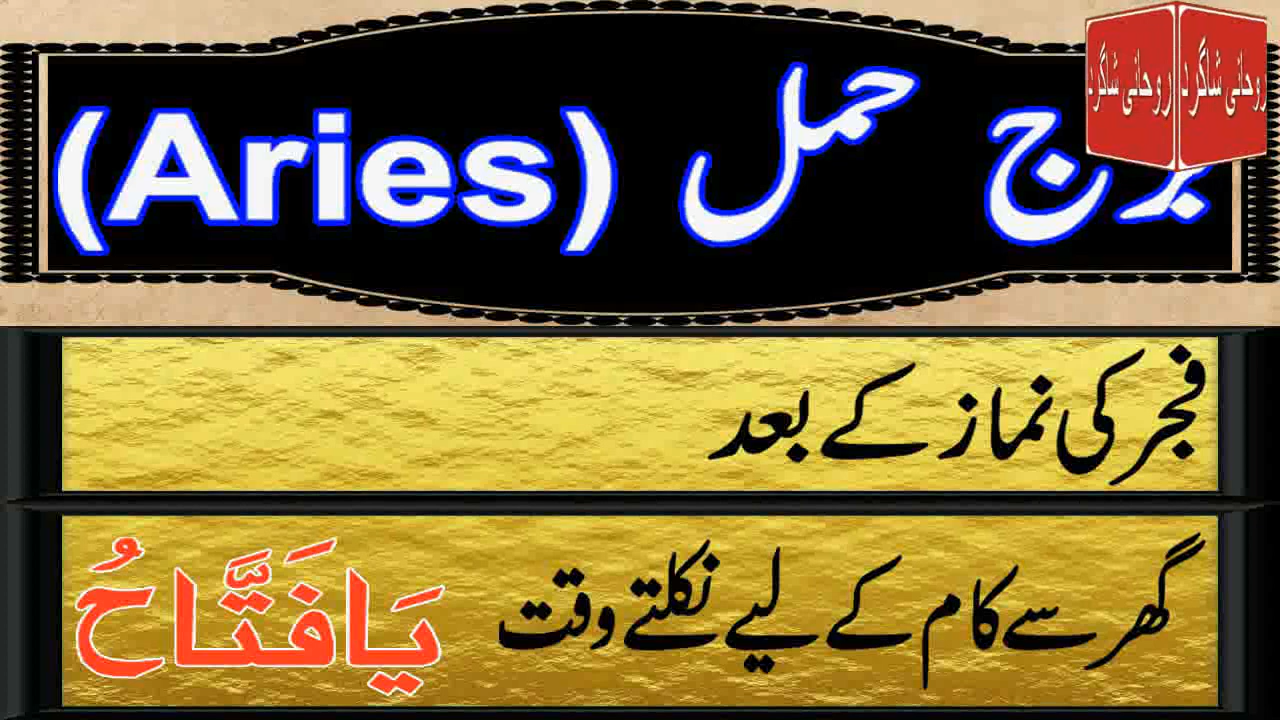 روحانی شاگرد روحانی شاگرد
برج حمل (Aries)
فجر کی نماز کے بعد
گھر سے کام کے لیے نکلتے وقت يَافَتَّاحُ